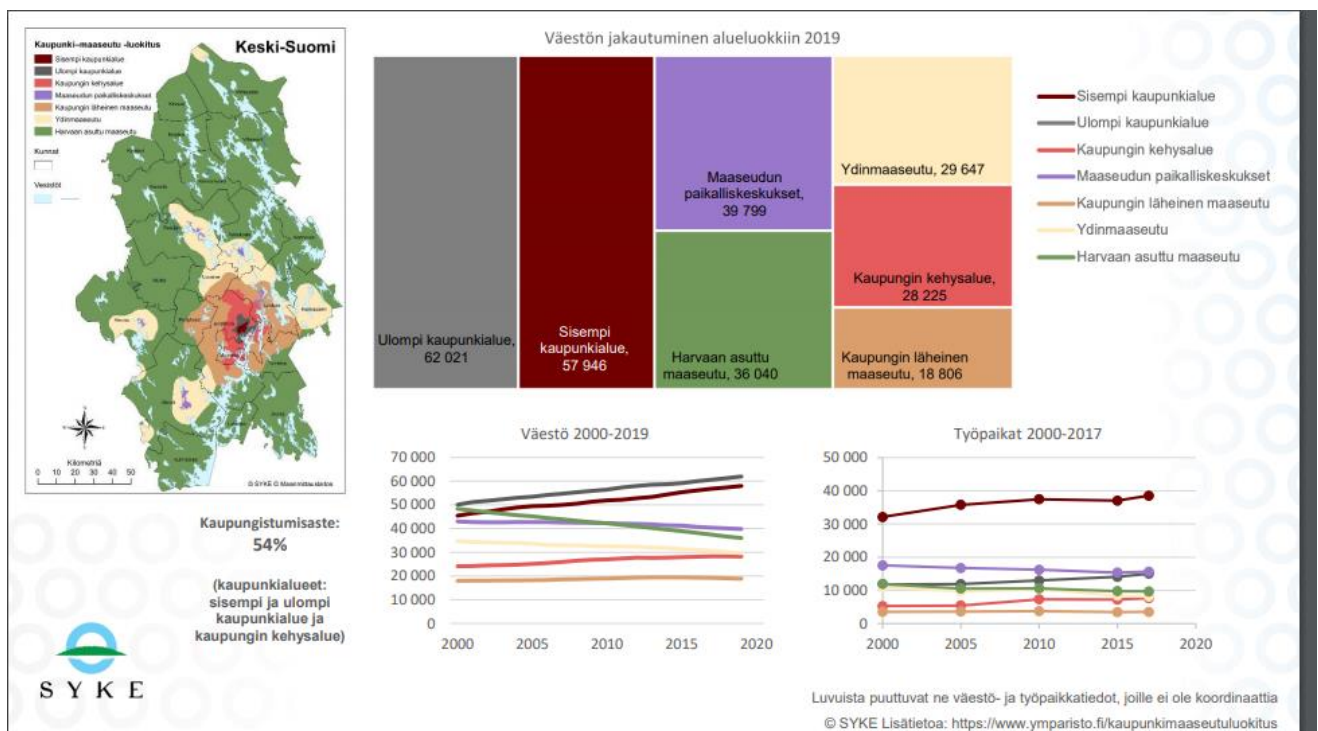 Kaupunki–maaseutu -luokitus
Keski-Suomi
Sisempi kaupunkialue
Ulompi kaupunkialue
Kaupungin kehysalue
Maaseudun paikalliskeskukset
Kaupungin läheinen maaseutu
Ydinmaaseutu
Harvaan asuttu maaseutu
Kunnat
Vesistöt
Kilometriä
0 10 20 30 40 50
© SYKE © Maanmittauslaitos
Kaupungistumisaste:
54%
(kaupunkialueet:
sisempi ja ulompi
kaupunkialue ja
kaupungin kehysalue)
SYKE
Väestön jakautuminen alueluokkiin 2019
Ulompi kaupunkialue,
62 021
Sisempi
kaupunkialue,
57 946
Maaseudun
paikalliskeskukset,
39 799
Harvaan asuttu
maaseutu, 36 040
Ydinmaaseutu, 29 647
Kaupungin kehysalue,
28 225
Kaupungin läheinen
maaseutu, 18 806
Sisempi kaupunkialue
Ulompi kaupunkialue
Kaupungin kehysalue
Maaseudun paikalliskeskukset
Kaupungin läheinen maaseutu
Ydinmaaseutu
Harvaan asuttu maaseutu
Väestö 2000-2019
70 000
60 000
50 000
40 000
30 000
20 000
10 000
0
2000 2005 2010 2015 2020
Työpaikat 2000-2017
50 000
40 000
30 000
20 000
10 000
0
2000 2005 2010 2015 2020
Luvuista puuttuvat ne väestö- ja työpaikkatiedot, joille ei ole koordinaattia
© SYKE Lisätietoa: https://www.ymparisto.fi/kaupunkimaaseutuluokitus